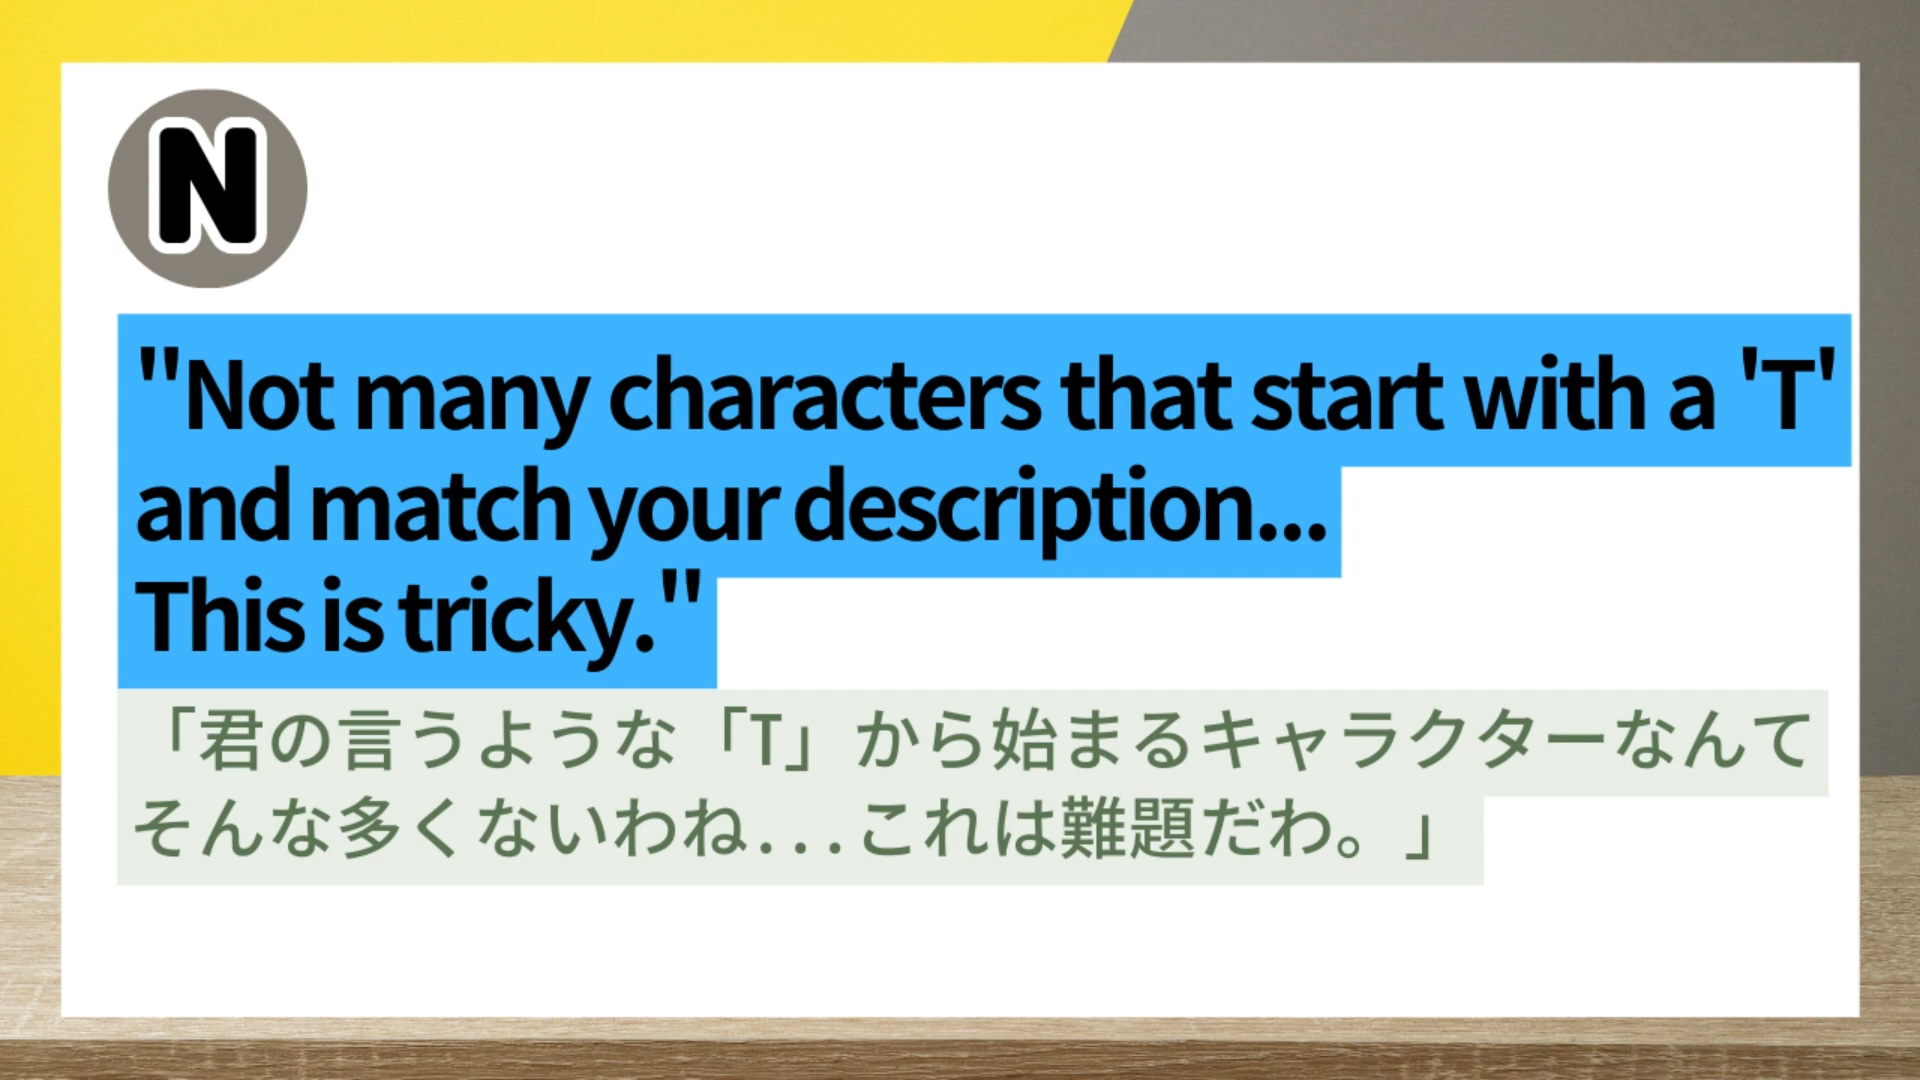 N
"Not many characters that start with a 'T'
and match your description...
This is tricky."
「君の言うような「T」から始まるキャラクターなんて
そんな多くないわね...これは難題だわ。」